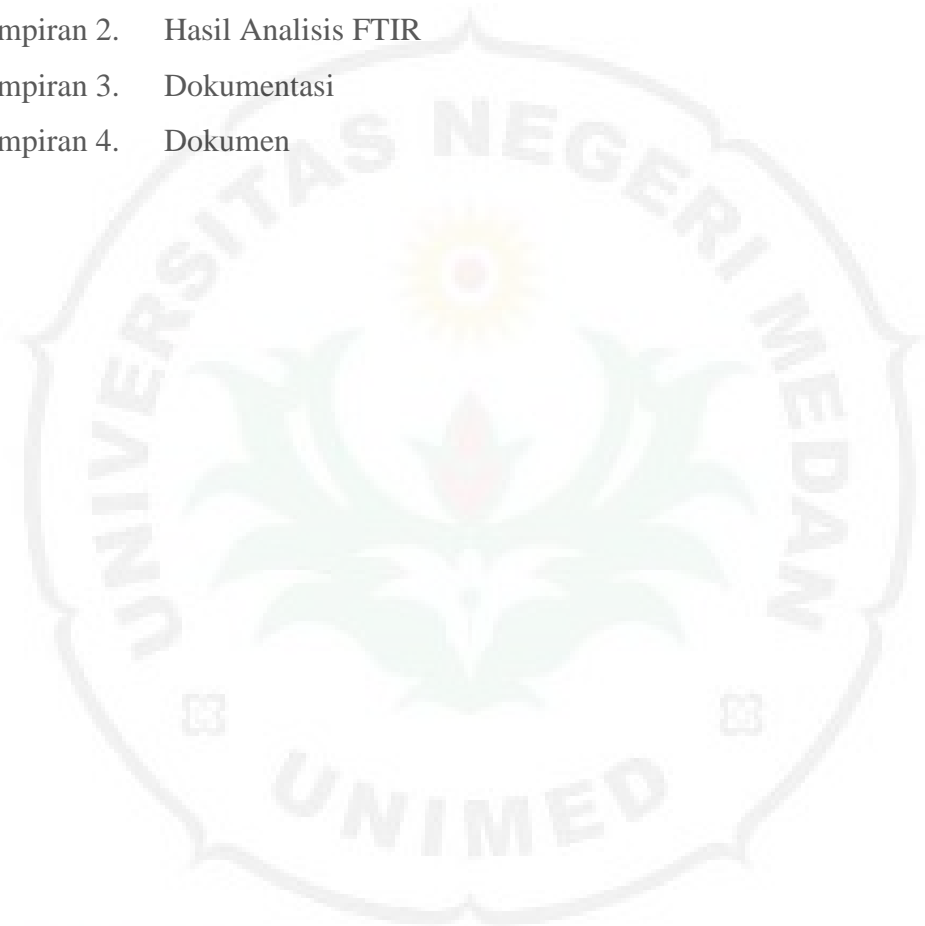 mpiran 2. Hasil Analisis FTIR
mpiran 3. Dokumentasi
mpiran 4. Dokumen
UNIVERSITAS NEGERI MEDAN
UNIMED